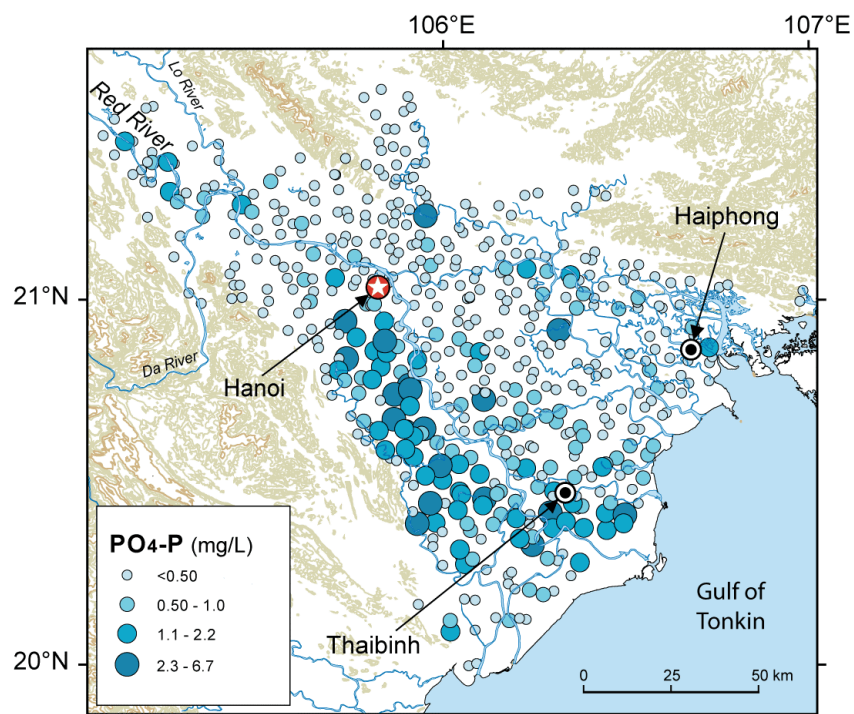 106°E
107°E
Lo River
Red River
Haiphong
21°N
Da River
Hanoi
PO4-P (mg/L)
<0.50
0.50 - 1.0
1.1 - 2.2
2.3 - 6.7
Gulf of
Tonkin
20°N
Thaibinh
0
25
50 km